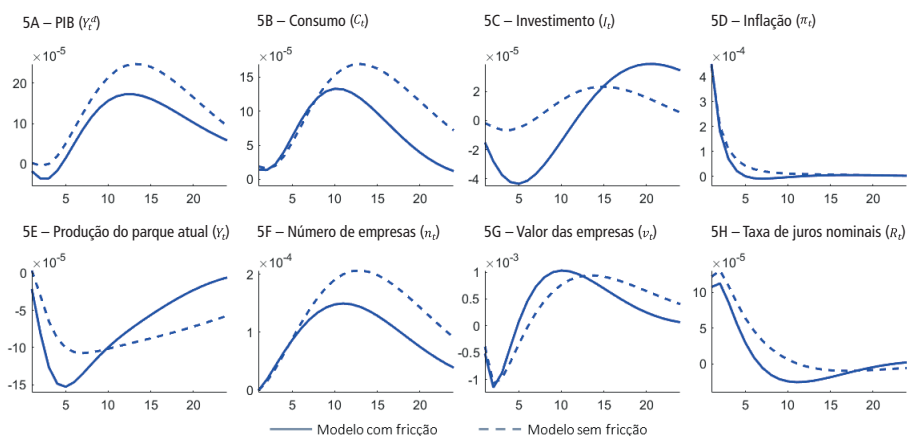 5A – PIB (Y_t^d)
5B – Consumo (C_t)
5C – Investimento (I_t)
5D – Inflação (π_t)
×10⁻⁵
×10⁻⁵
×10⁻⁵
×10⁻⁴
20
10
0
5 10 15 20
15
10
5
0
5 10 15 20
2
0
-2
-4
5 10 15 20
4
2
0
5 10 15 20
5E – Produção do parque atual (Y_t)
5F – Número de empresas (n_t)
5G – Valor das empresas (v_t)
5H – Taxa de juros nominais (R_t)
×10⁻⁵
×10⁻⁴
×10⁻³
×10⁻⁵
0
-5
-10
-15
5 10 15 20
2
1
0
5 10 15 20
1
0.5
0
-0.5
-1
5 10 15 20
10
5
0
5 10 15 20
Modelo com fricção Modelo sem fricção